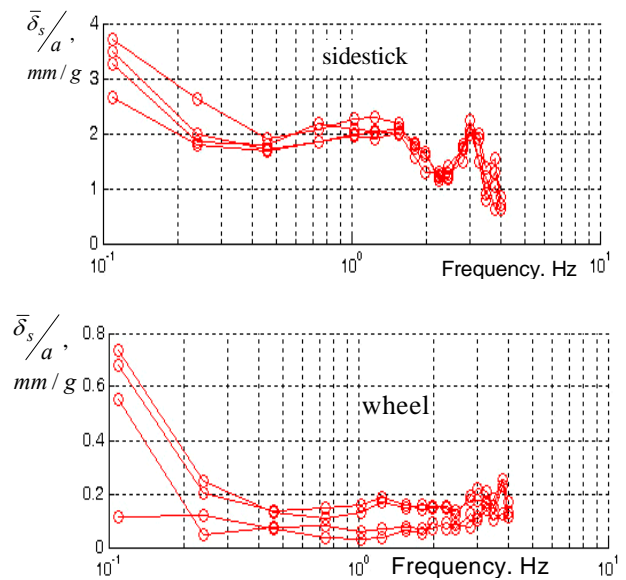 δ̄s/a ,
mm / g
4
3
2
1
0
sidestick
10⁻¹
10⁰
10¹
Frequency. Hz
δ̄s/a ,
mm / g
0.8
0.6
0.4
0.2
0
wheel
10⁻¹
10⁰
10¹
Frequency. Hz